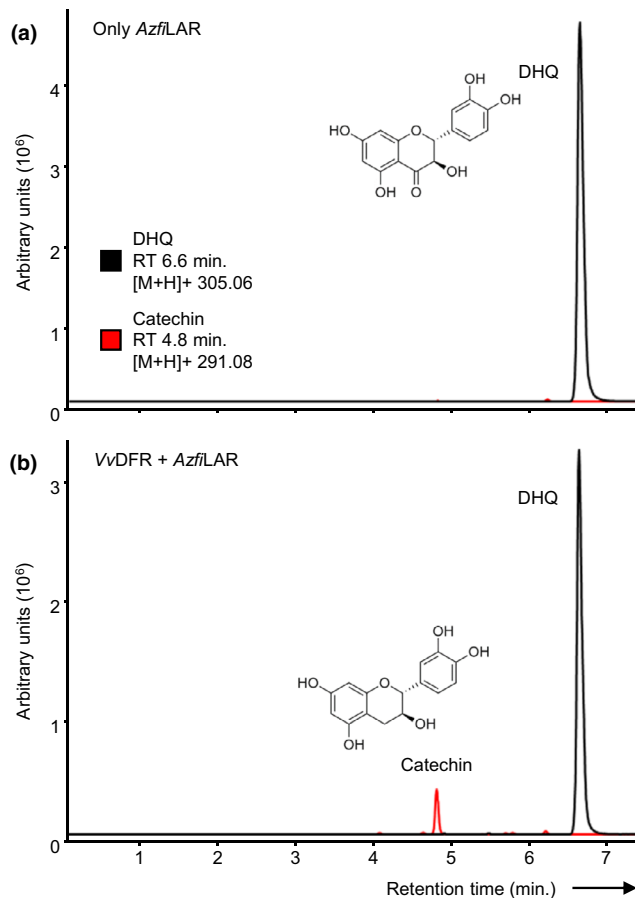 (a)
Only AzfiLAR
DHQ
OH
OH
HO
O
OH
OH
O
4
3
2
1
0
Arbitrary units (10⁶)
DHQ
RT 6.6 min.
[M+H]+ 305.06
Catechin
RT 4.8 min.
[M+H]+ 291.08
(b)
VvDFR + AzfiLAR
DHQ
OH
OH
HO
O
OH
OH
Catechin
3
2
1
0
Arbitrary units (10⁶)
1 2 3 4 5 6 7
Retention time (min.)